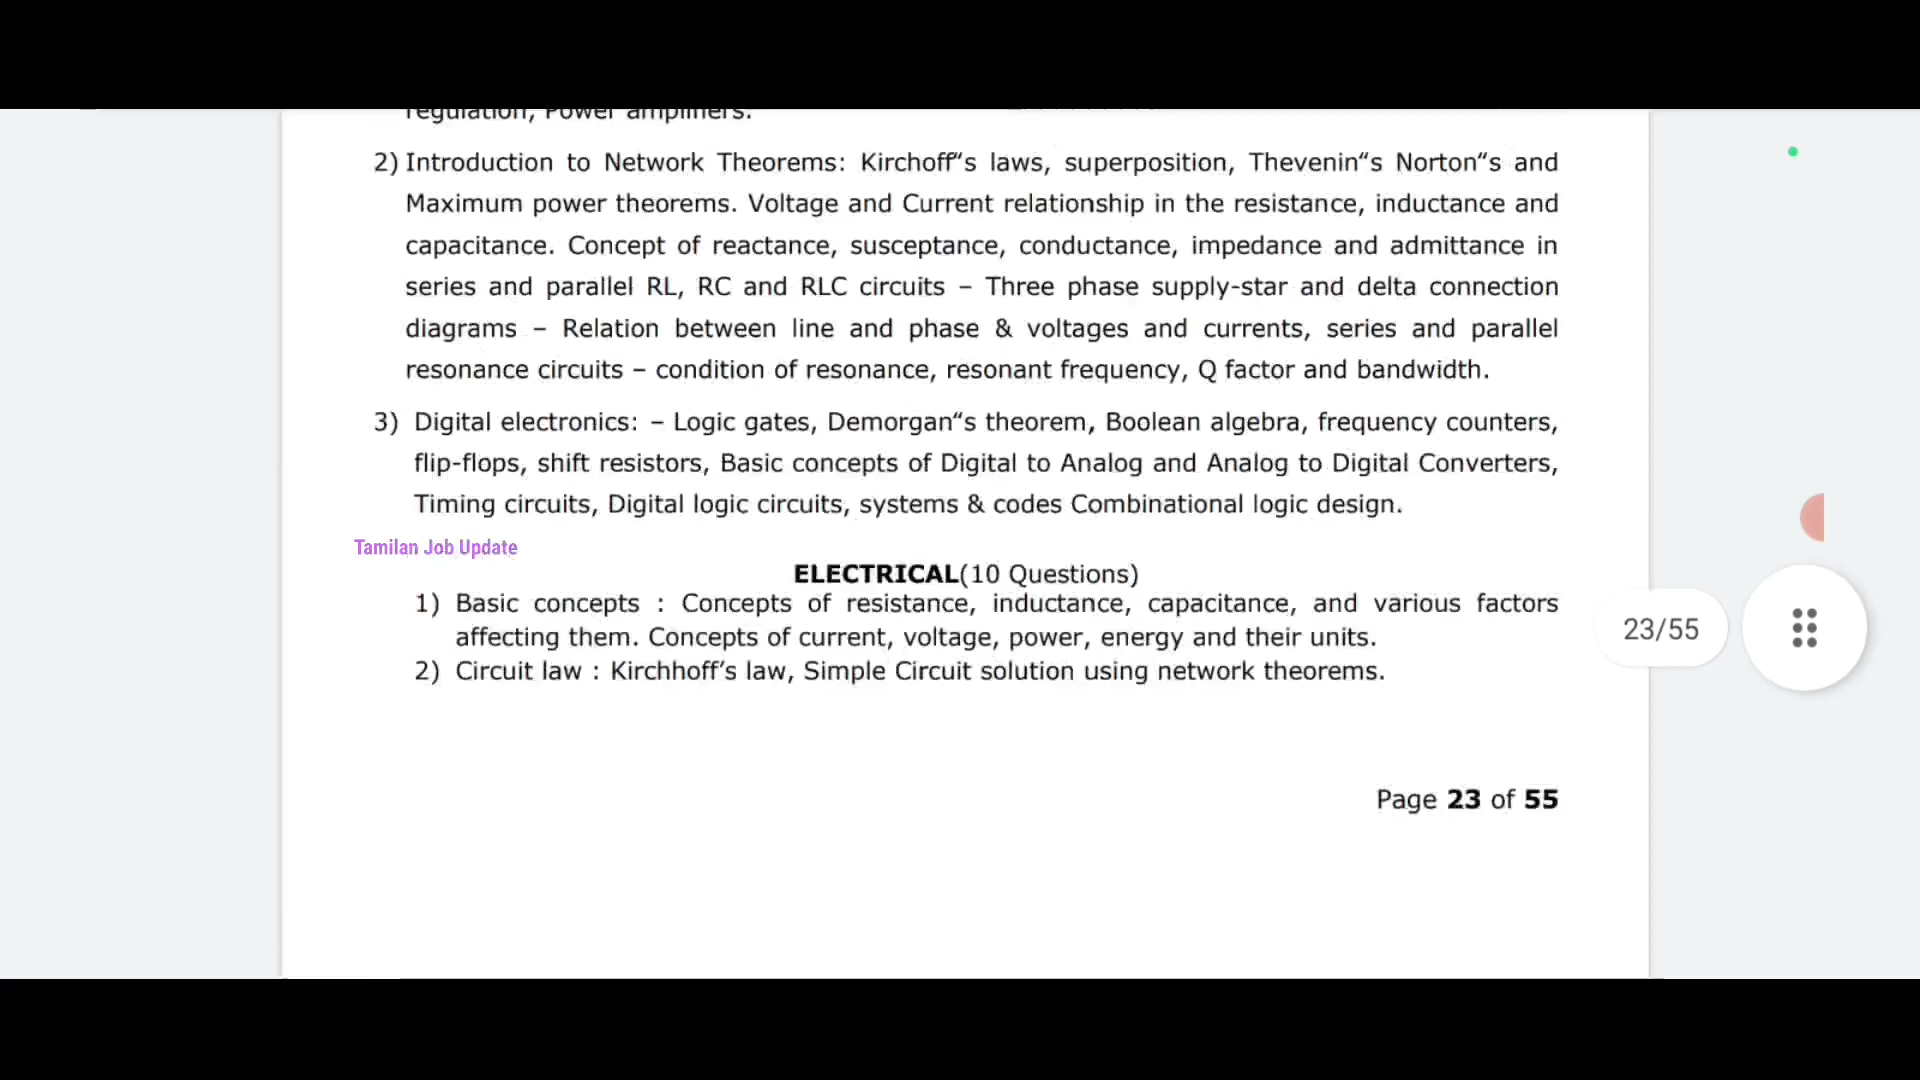 regulation, Power amplifiers.
2) Introduction to Network Theorems: Kirchoff“s laws, superposition, Thevenin“s Norton“s and
Maximum power theorems. Voltage and Current relationship in the resistance, inductance and
capacitance. Concept of reactance, susceptance, conductance, impedance and admittance in
series and parallel RL, RC and RLC circuits – Three phase supply-star and delta connection
diagrams – Relation between line and phase & voltages and currents, series and parallel
resonance circuits – condition of resonance, resonant frequency, Q factor and bandwidth.
3) Digital electronics: – Logic gates, Demorgan“s theorem, Boolean algebra, frequency counters,
flip-flops, shift resistors, Basic concepts of Digital to Analog and Analog to Digital Converters,
Timing circuits, Digital logic circuits, systems & codes Combinational logic design.
Tamilan Job Update
ELECTRICAL(10 Questions)
1) Basic concepts : Concepts of resistance, inductance, capacitance, and various factors
affecting them. Concepts of current, voltage, power, energy and their units.
23/55
2) Circuit law : Kirchhoff’s law, Simple Circuit solution using network theorems.
Page 23 of 55